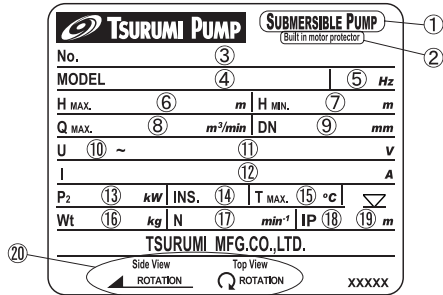 TSURUMI PUMP SUBMERSIBLE PUMP ①
Built in motor protector ②
No. ③
MODEL ④ ⑤ Hz
H MAX. ⑥ m H MIN. ⑦ m
Q MAX. ⑧ m³/min DN ⑨ mm
U ⑩ ~ ⑪ V
I ⑫ A
P₂ ⑬ kW INS. ⑭ T MAX. ⑮ °C
Wt ⑯ kg N ⑰ min⁻¹ IP ⑱ ⑲ m
TSURUMI MFG.CO.,LTD.
⑳ Side View Top View
ROTATION ROTATION XXXXX